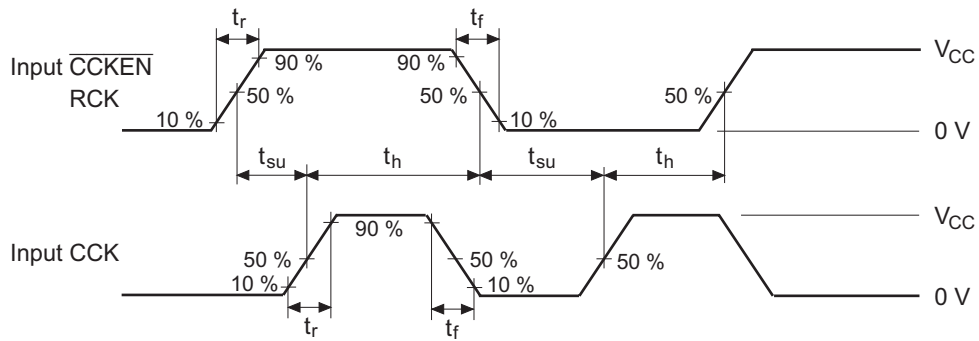 tr tf
Input C̅C̅K̅E̅N̅ 90 % 90 % VCC
RCK 50 % 50 % 50 %
10 % 10 % 0 V
tsu th tsu th
VCC
90 %
Input CCK 50 % 50 % 50 %
10 % 10 % 0 V
tr tf